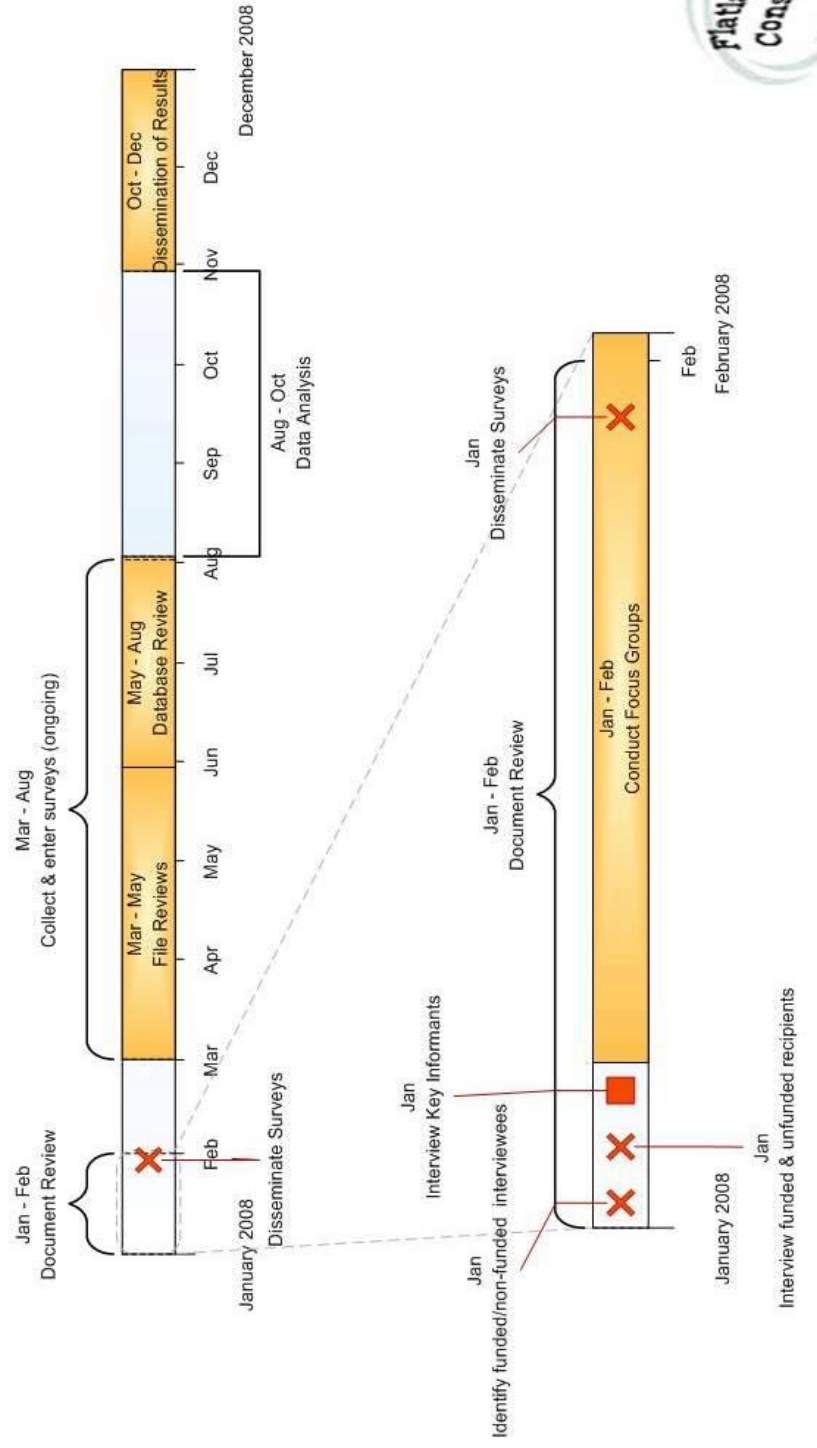 Jan - Feb
Document Review
Mar - Aug
Collect & enter surveys (ongoing)
Mar - May
File Reviews
May - Aug
Database Review
Oct - Dec
Dissemination of Results
Feb
Mar
Apr
May
Jun
Jul
Aug
Sep
Oct
Nov
Dec
January 2008
December 2008
Disseminate Surveys
Aug - Oct
Data Analysis
Jan
Identify funded/non-funded interviewees
Jan
Interview Key Informants
Jan - Feb
Document Review
Jan
Disseminate Surveys
Jan - Feb
Conduct Focus Groups
Feb
January 2008
February 2008
Jan
Interview funded & unfunded recipients